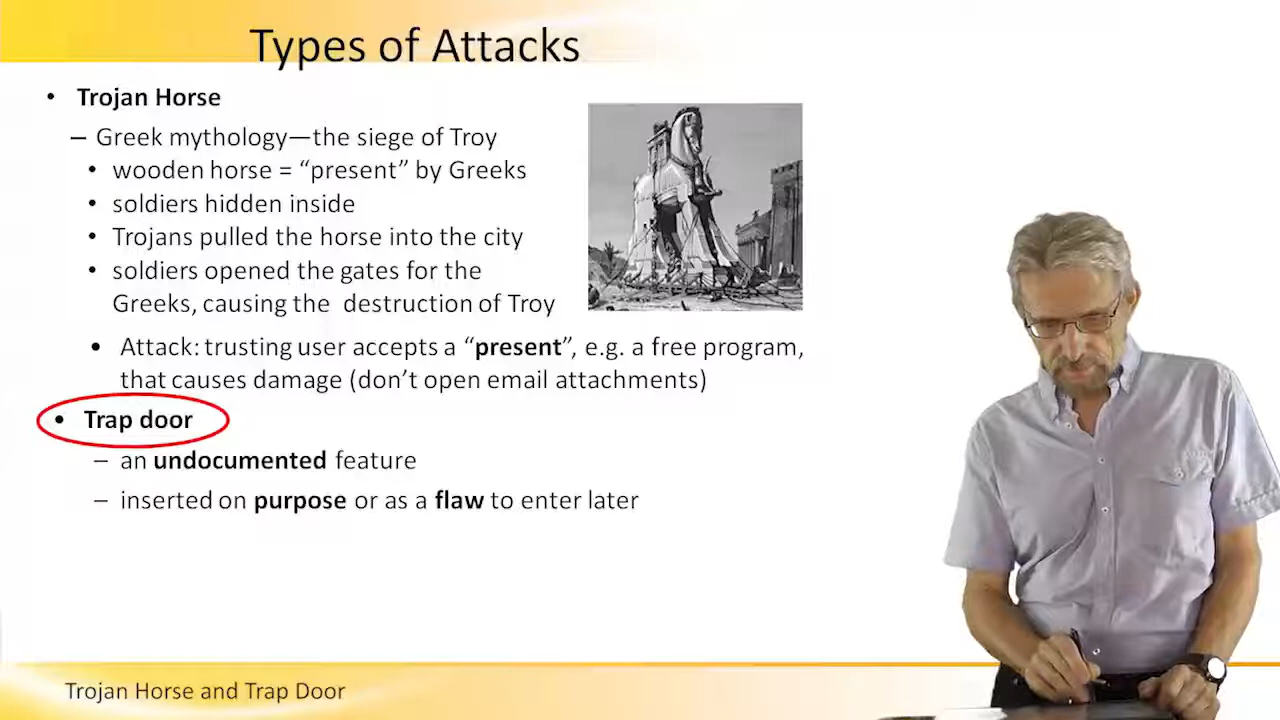 Types of Attacks
• Trojan Horse
– Greek mythology—the siege of Troy
• wooden horse = “present” by Greeks
• soldiers hidden inside
• Trojans pulled the horse into the city
• soldiers opened the gates for the
Greeks, causing the destruction of Troy
• Attack: trusting user accepts a “present”, e.g. a free program,
that causes damage (don’t open email attachments)
• Trap door
– an undocumented feature
– inserted on purpose or as a flaw to enter later
Trojan Horse and Trap Door